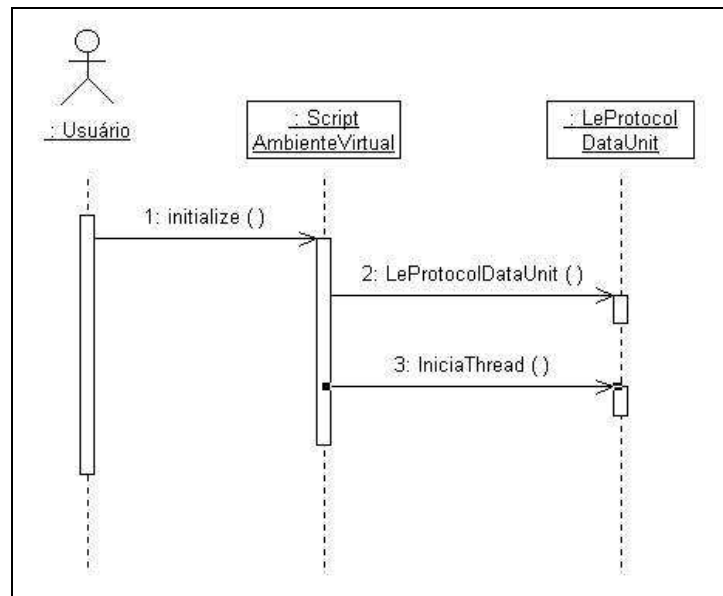 : Usuário
: Script
AmbienteVirtual
: LeProtocol
DataUnit
1: initialize ( )
2: LeProtocolDataUnit ( )
3: IniciaThread ( )